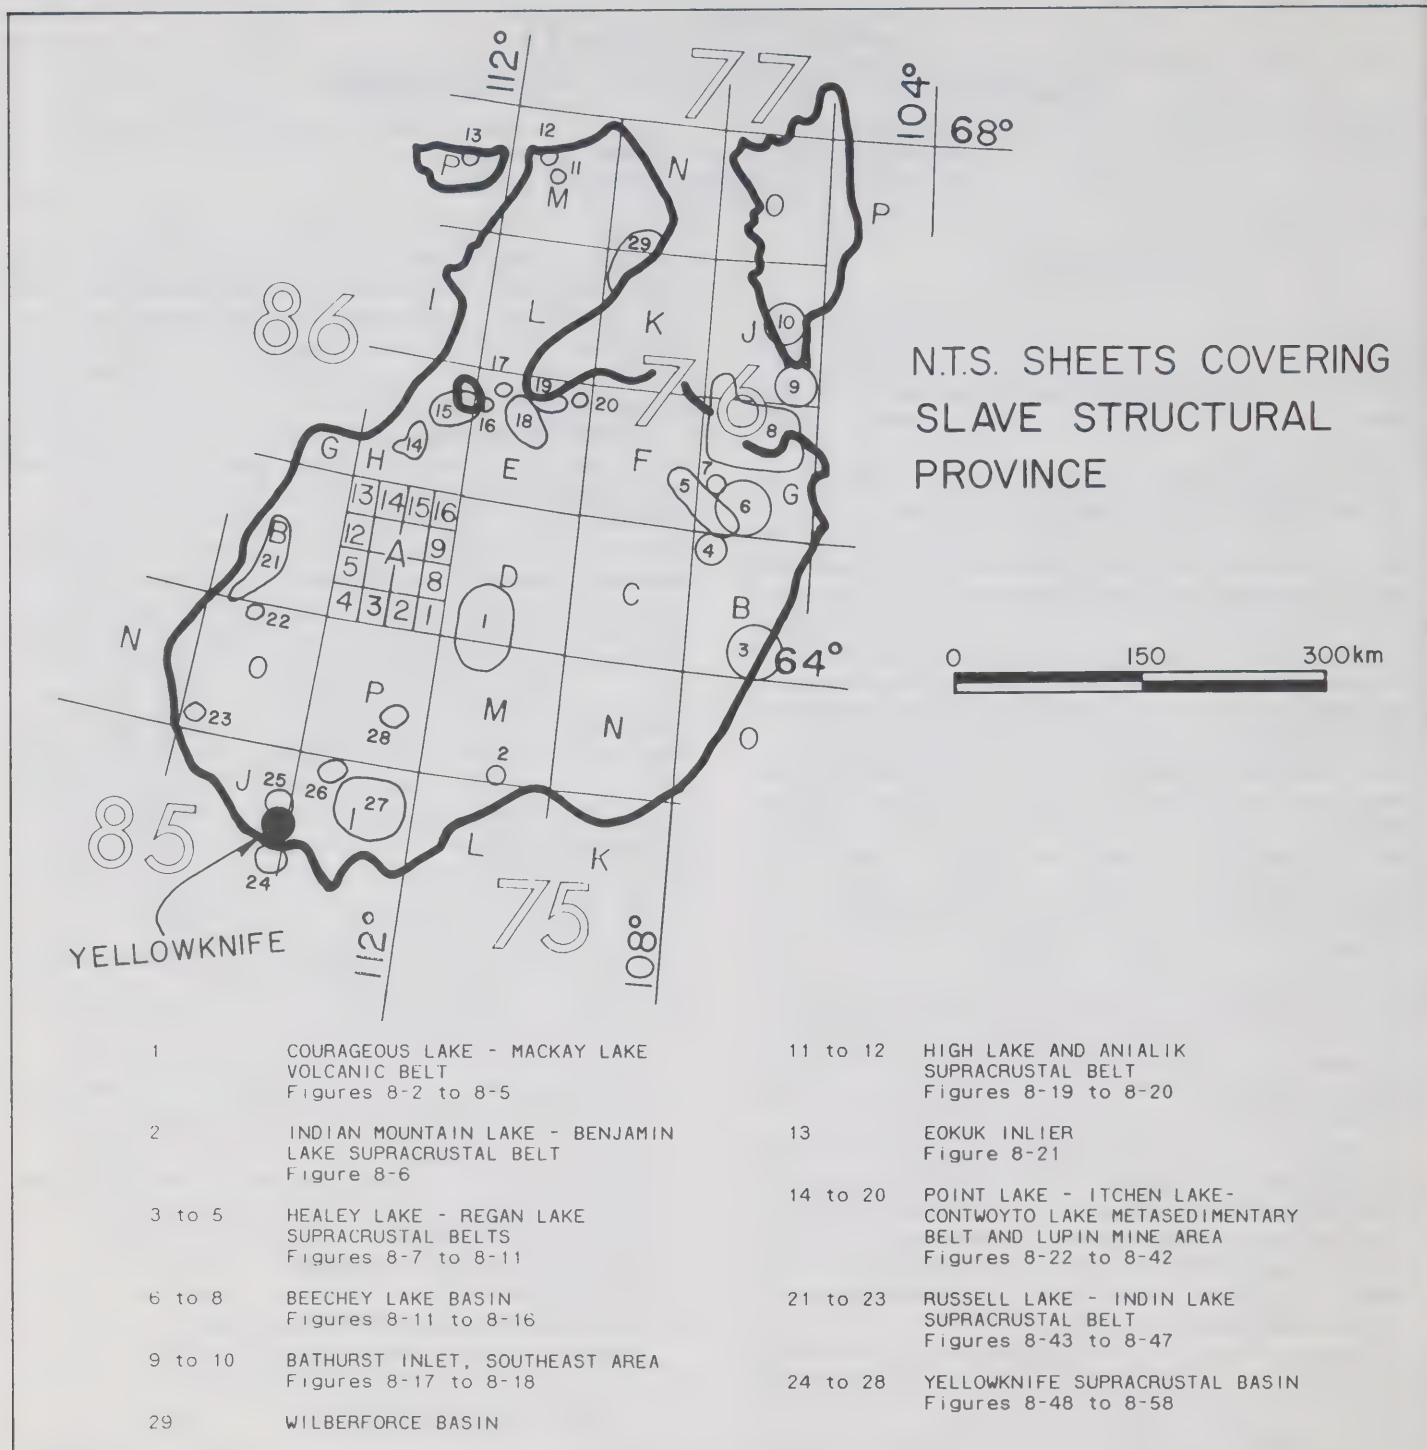 112°
77
104°
68°
13
12
P
11
M
N
O
P
29
86
I
L
K
J
10
N.T.S. SHEETS COVERING
SLAVE STRUCTURAL
PROVINCE
17
19
9
15
16
18
20
76
8
14
G
H
E
F
7
5
6
G
13 14 15 16
12
A
9
5
8
4 3 2 1
B
21
4
D
C
B
1
3
64°
22
N
O
0 150 300km
P
M
N
O
23
28
2
J
25
26
27
I
85
24
L
K
75
YELLOWKNIFE
112°
108°
1 COURAGEOUS LAKE - MACKAY LAKE
VOLCANIC BELT
Figures 8-2 to 8-5
2 INDIAN MOUNTAIN LAKE - BENJAMIN
LAKE SUPRACRUSTAL BELT
Figure 8-6
3 to 5 HEALEY LAKE - REGAN LAKE
SUPRACRUSTAL BELTS
Figures 8-7 to 8-11
6 to 8 BEECHEY LAKE BASIN
Figures 8-11 to 8-16
9 to 10 BATHURST INLET, SOUTHEAST AREA
Figures 8-17 to 8-18
29 WILBERFORCE BASIN
11 to 12 HIGH LAKE AND ANIALIK
SUPRACRUSTAL BELT
Figures 8-19 to 8-20
13 EOKUK INLIER
Figure 8-21
14 to 20 POINT LAKE - ITCHEN LAKE-
CONTWOYTO LAKE METASEDIMENTARY
BELT AND LUPIN MINE AREA
Figures 8-22 to 8-42
21 to 23 RUSSELL LAKE - INDIN LAKE
SUPRACRUSTAL BELT
Figures 8-43 to 8-47
24 to 28 YELLOWKNIFE SUPRACRUSTAL BASIN
Figures 8-48 to 8-58